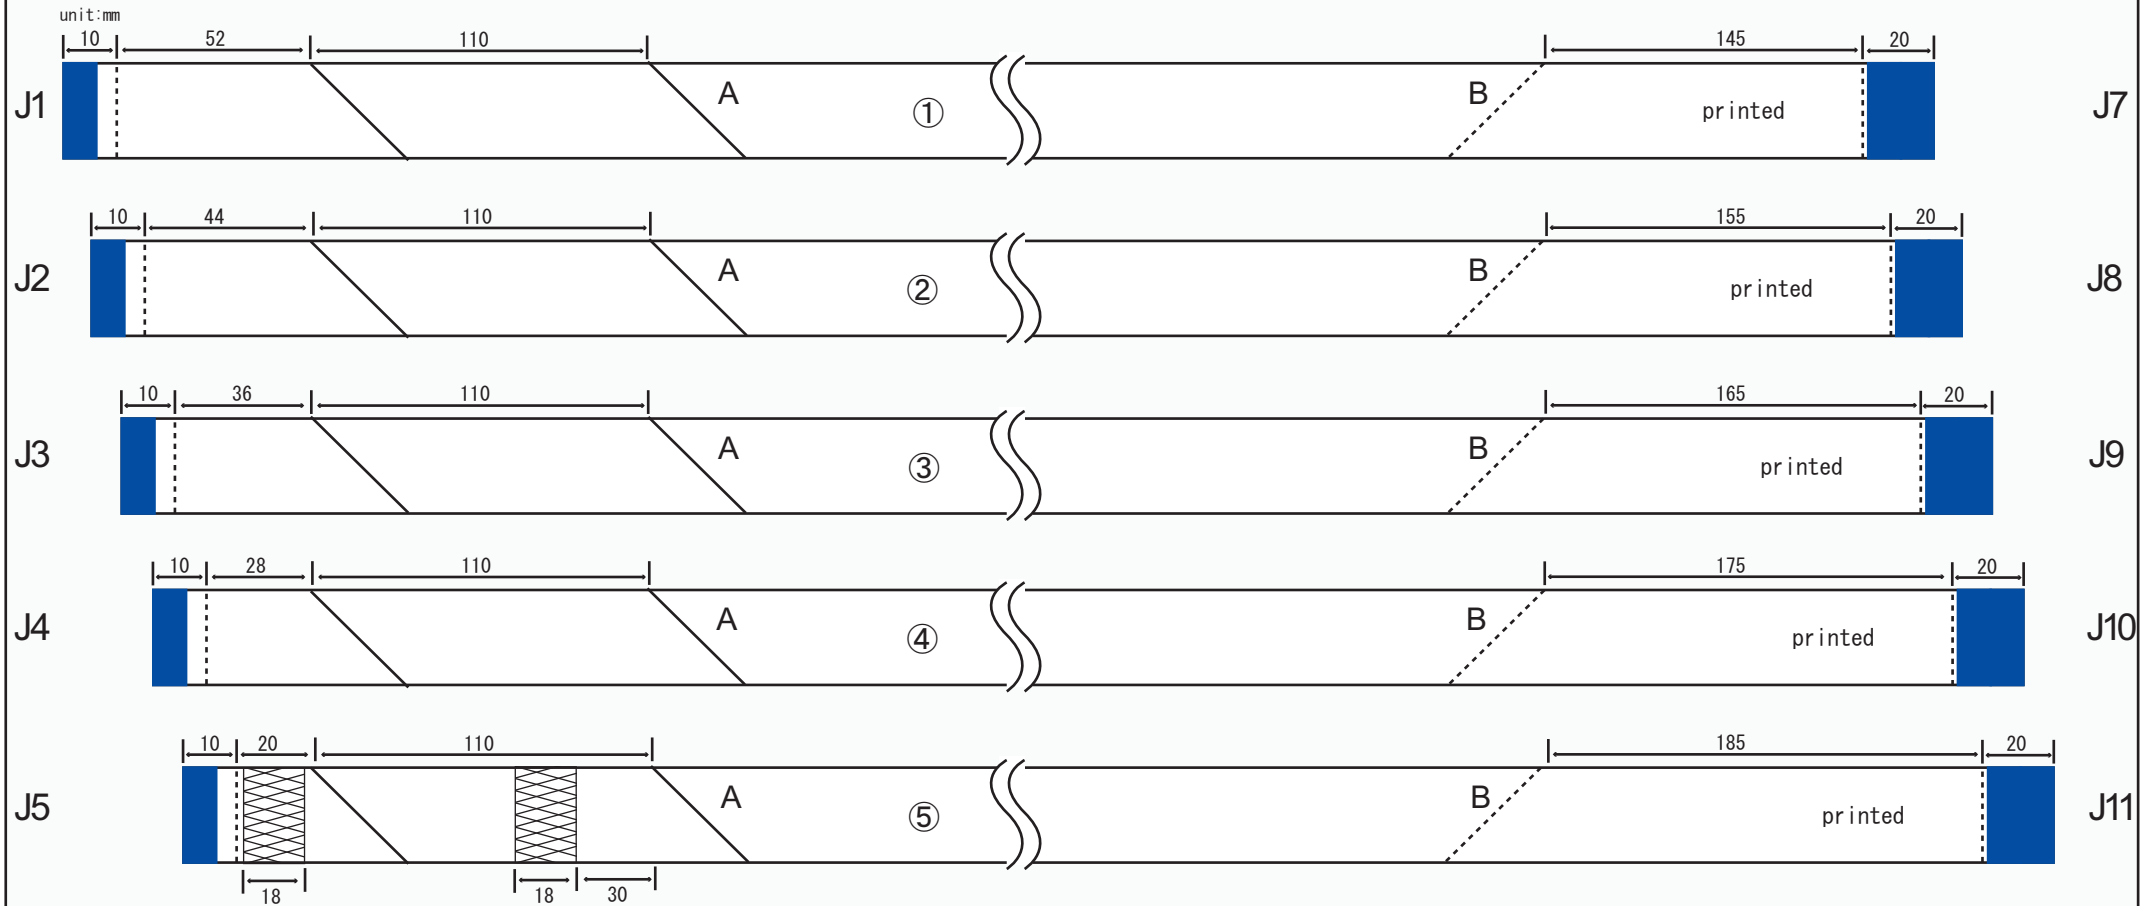 unit:mm
10 52 110 145 20
J1 A ① B printed J7
10 44 110 155 20
J2 A ② B printed J8
10 36 110 165 20
J3 A ③ B printed J9
10 28 110 175 20
J4 A ④ B printed J10
10 20 110 185 20
J5 A ⑤ B printed J11
18 18 30